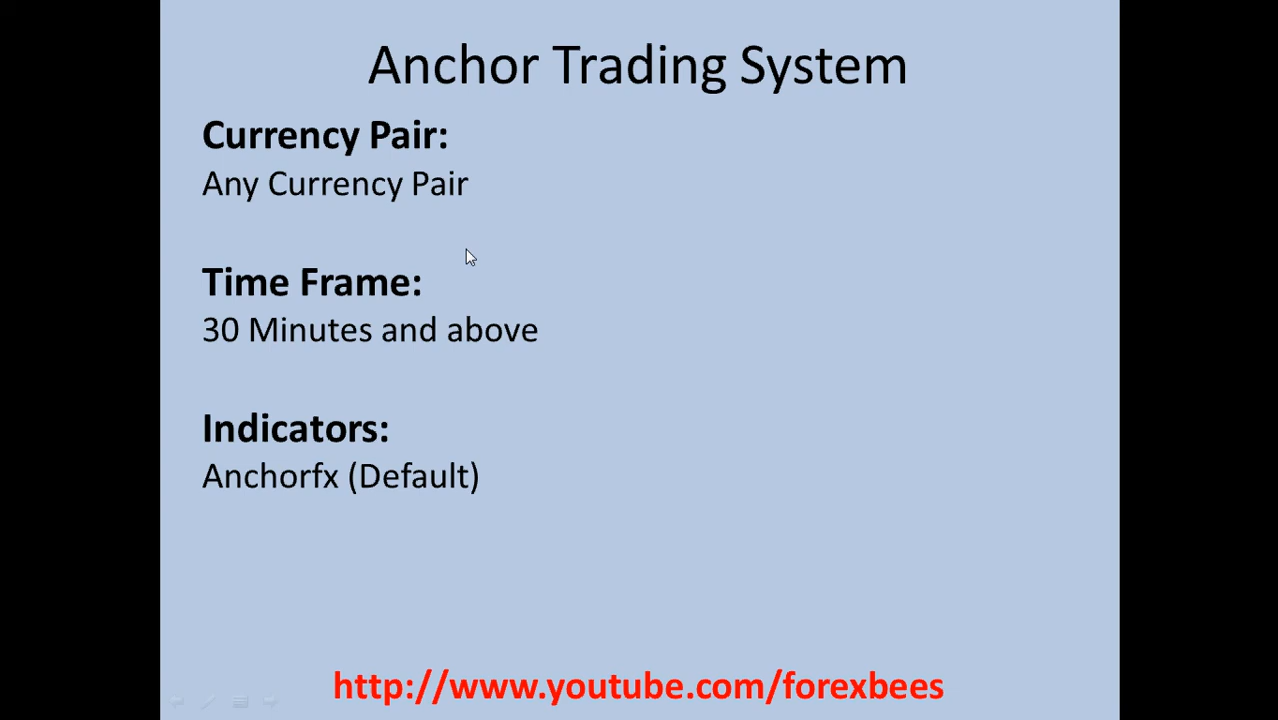 Anchor Trading System
Currency Pair:
Any Currency Pair
Time Frame:
30 Minutes and above
Indicators:
Anchorfx (Default)
http://www.youtube.com/forexbees